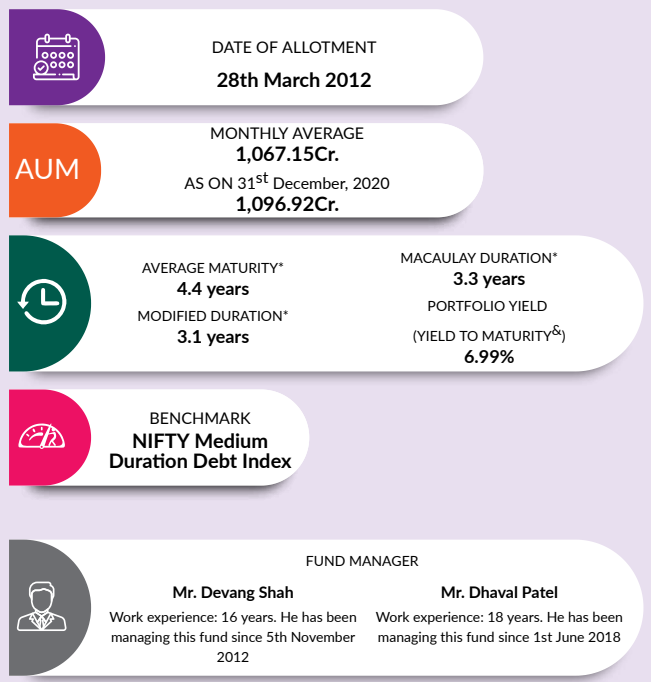 DATE OF ALLOTMENT
28th March 2012
AUM
MONTHLY AVERAGE
1,067.15Cr.
AS ON 31st December, 2020
1,096.92Cr.
AVERAGE MATURITY*
4.4 years
MODIFIED DURATION*
3.1 years
MACAULAY DURATION*
3.3 years
PORTFOLIO YIELD
(YIELD TO MATURITY&)
6.99%
BENCHMARK
NIFTY Medium
Duration Debt Index
FUND MANAGER
Mr. Devang Shah
Work experience: 16 years. He has been
managing this fund since 5th November
2012
Mr. Dhaval Patel
Work experience: 18 years. He has been
managing this fund since 1st June 2018